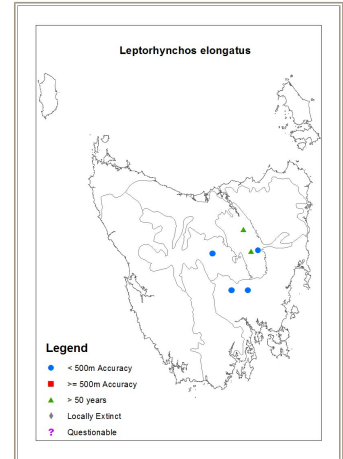 Leptorhynchos elongatus
Legend
< 500m Accuracy
>= 500m Accuracy
> 50 years
Locally Extinct
? Questionable